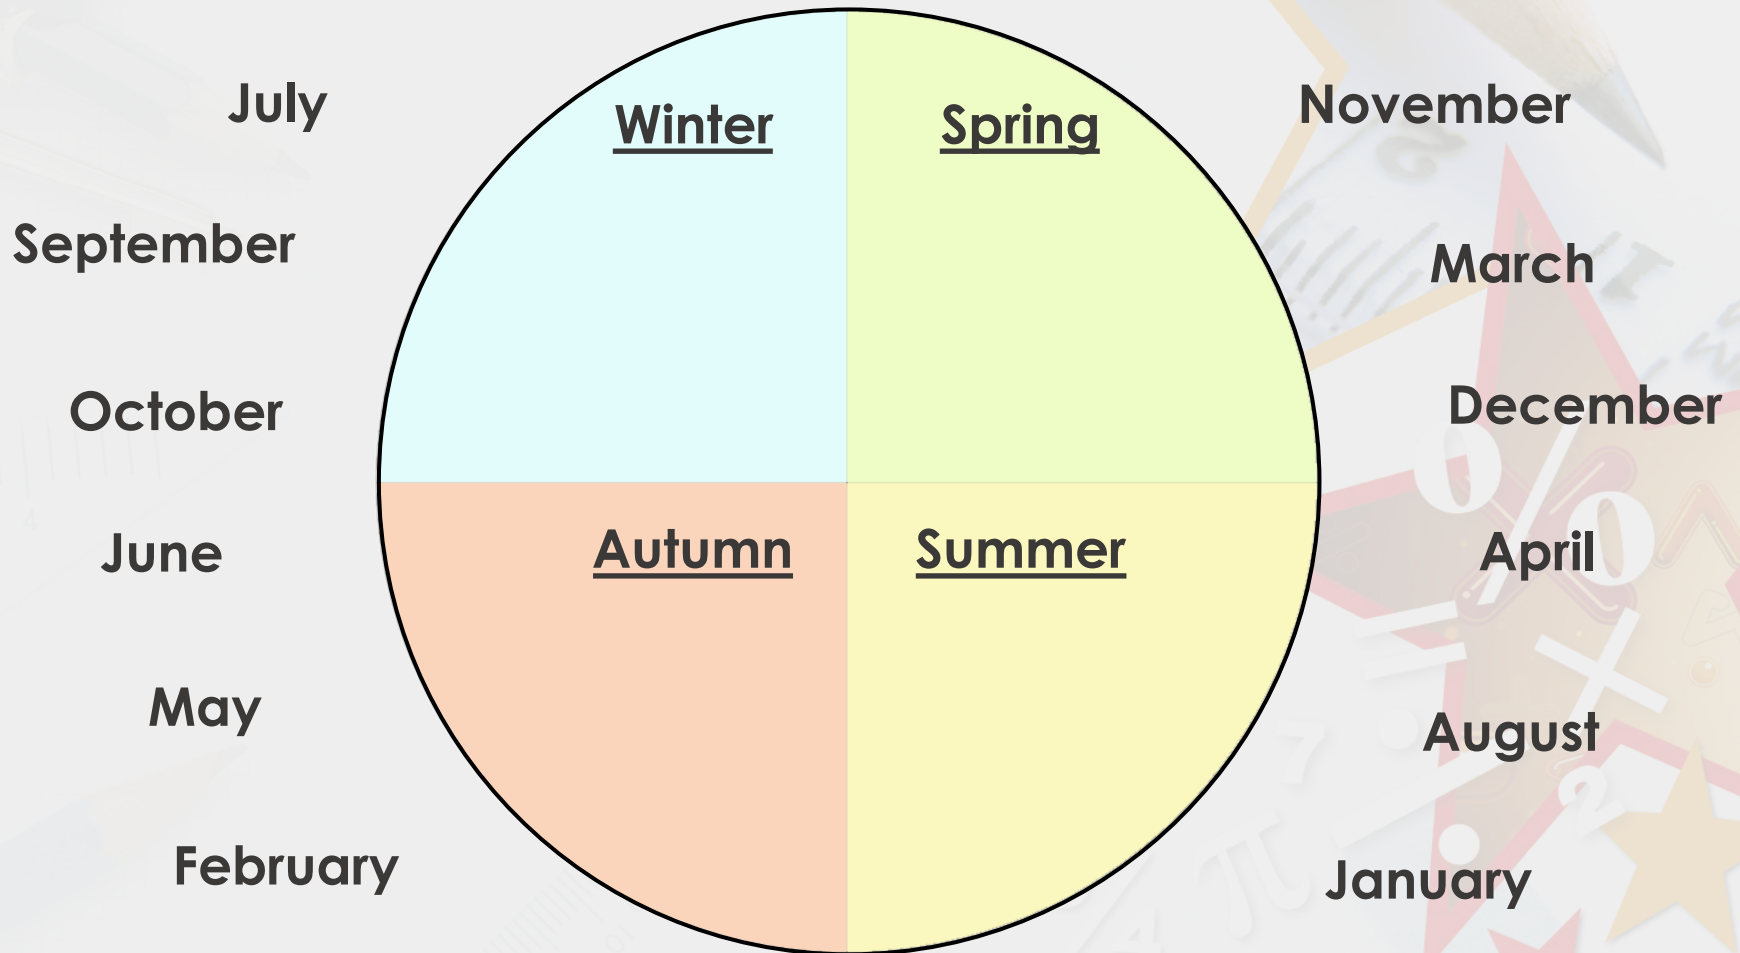 July
September
October
June
May
February
Winter
Spring
Autumn
Summer
November
March
December
April
August
January